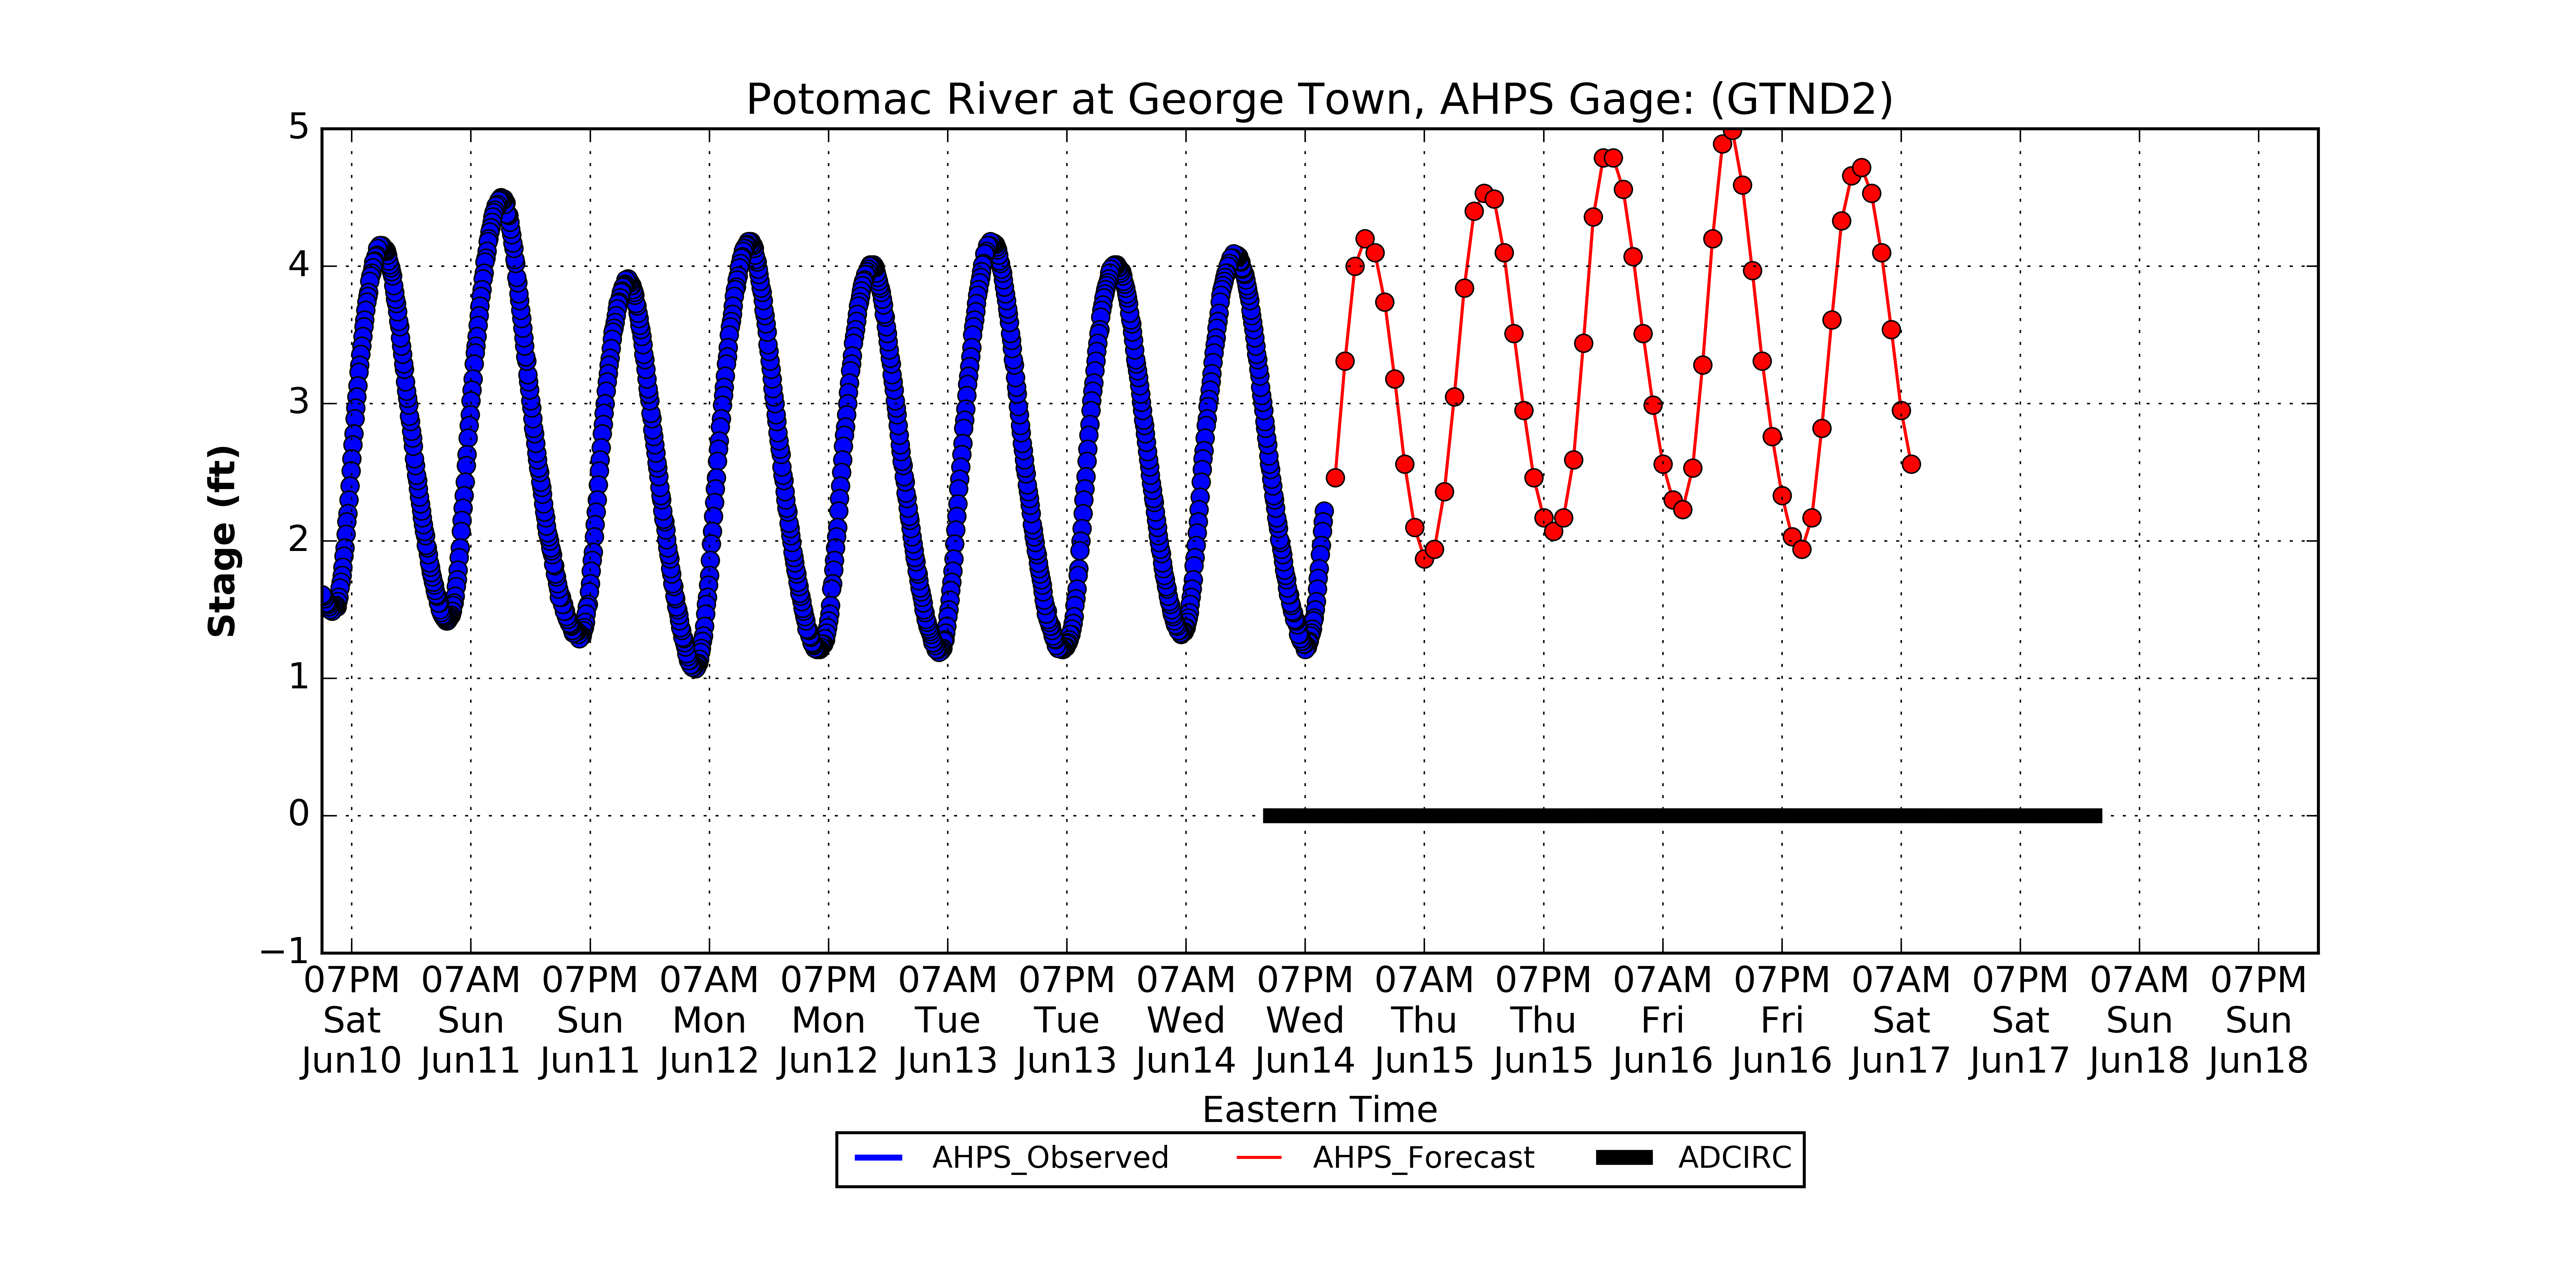 Potomac River at George Town, AHPS Gage: (GTND2)
5
4
3
2
1
0
−1
Stage (ft)
07PM 07AM 07PM 07AM 07PM 07AM 07PM 07AM 07PM 07AM 07PM 07AM 07PM 07AM 07PM 07AM 07PM
Sat Sun Sun Mon Mon Tue Tue Wed Wed Thu Thu Fri Fri Sat Sat Sun Sun
Jun10 Jun11 Jun11 Jun12 Jun12 Jun13 Jun13 Jun14 Jun14 Jun15 Jun15 Jun16 Jun16 Jun17 Jun17 Jun18 Jun18
Eastern Time
AHPS_Observed AHPS_Forecast ADCIRC